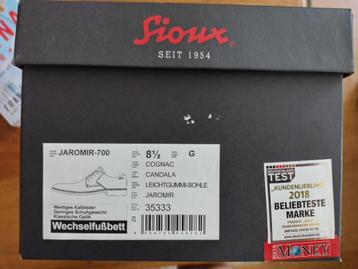 Sioux
SEIT 1954
JAROMIR-700
8½
G
COGNAC
CANDALA
LEICHTGUMMI-SOHLE
JAROMIR
35333
Wertiges Kalbleder
Geringes Schuhgewicht
Klassische Optik
Wechselfußbett
29
TEST
„KUNDENLIEBLING“
2018
BELIEBTESTE
MARKE
MONEY